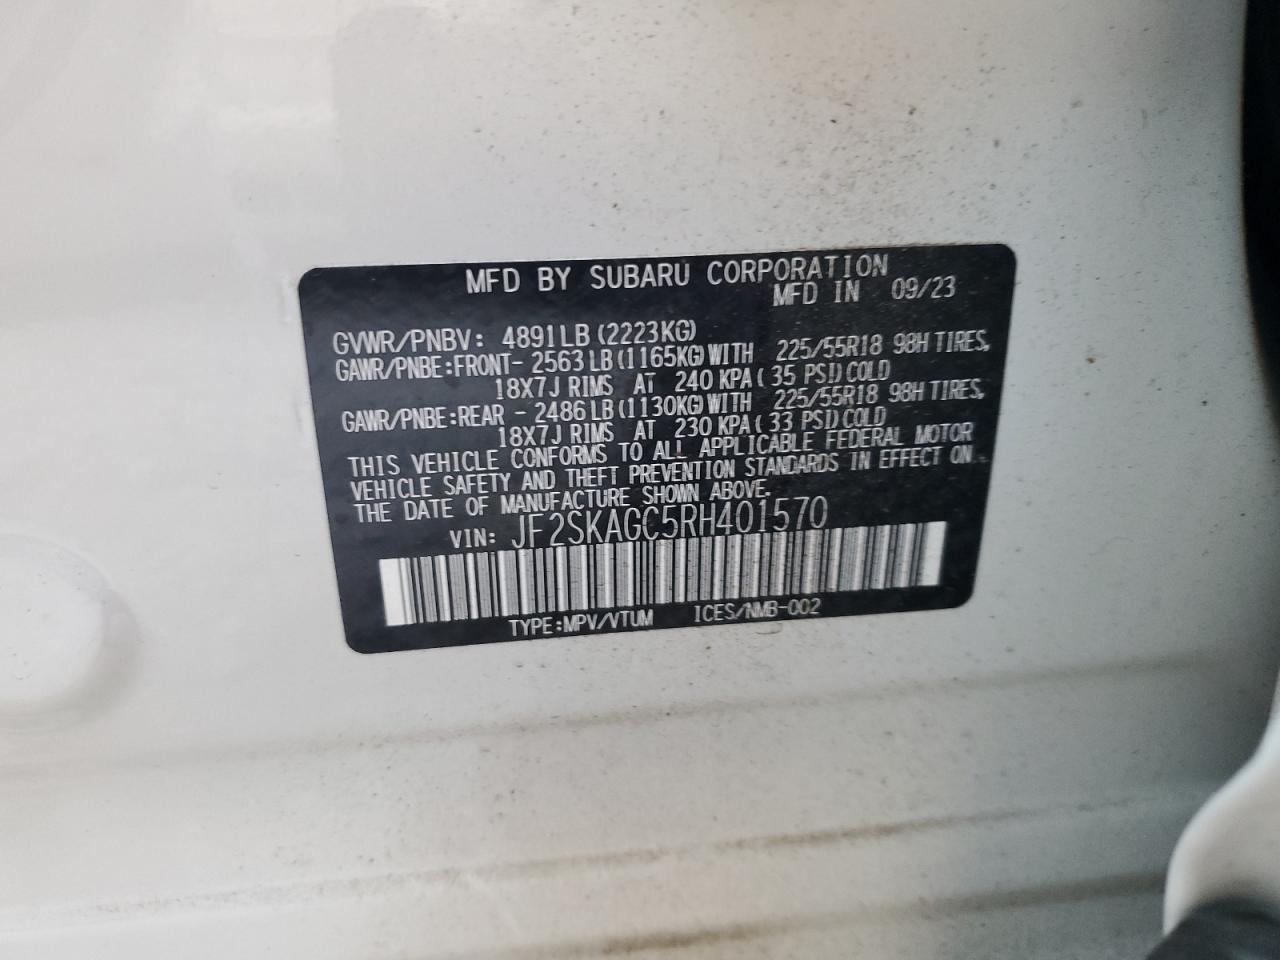 MFD BY SUBARU CORPORATION
MFD IN 09/23
GVWR/PNBV: 4891LB (2223KG)
GAWR/PNBE:FRONT- 2563LB(1165KG)WITH 225/55R18 98H TIRES,
18X7J RIMS AT 240 KPA( 35 PSI)COLD
GAWR/PNBE:REAR - 2486LB(1130KG)WITH 225/55R18 98H TIRES,
18X7J RIMS AT 230 KPA( 33 PSI)COLD
THIS VEHICLE CONFORMS TO ALL APPLICABLE FEDERAL MOTOR
VEHICLE SAFETY AND THEFT PREVENTION STANDARDS IN EFFECT ON
THE DATE OF MANUFACTURE SHOWN ABOVE.
VIN: JF2SKAGC5RH401570
TYPE:MPV/VTUM ICES/NMB-002